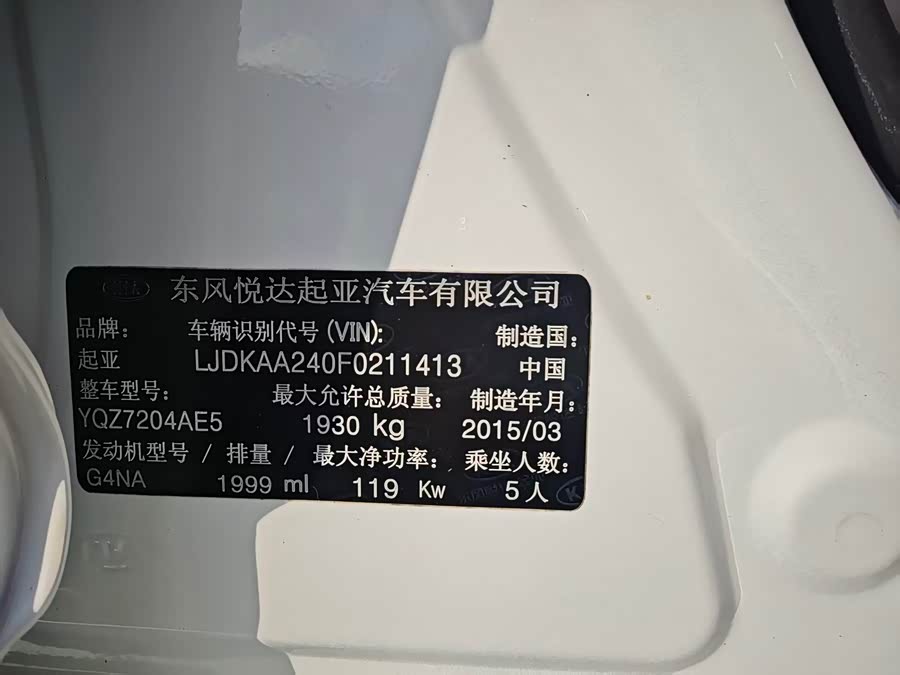 东风悦达起亚汽车有限公司
品牌： 车辆识别代号(VIN): 制造国：
起亚 LJDKAA240F0211413 中国
整车型号： 最大允许总质量： 制造年月：
YQZ7204AE5 1930 kg 2015/03
发动机型号 / 排量 / 最大净功率： 乘坐人数：
G4NA 1999 ml 119 Kw 5人